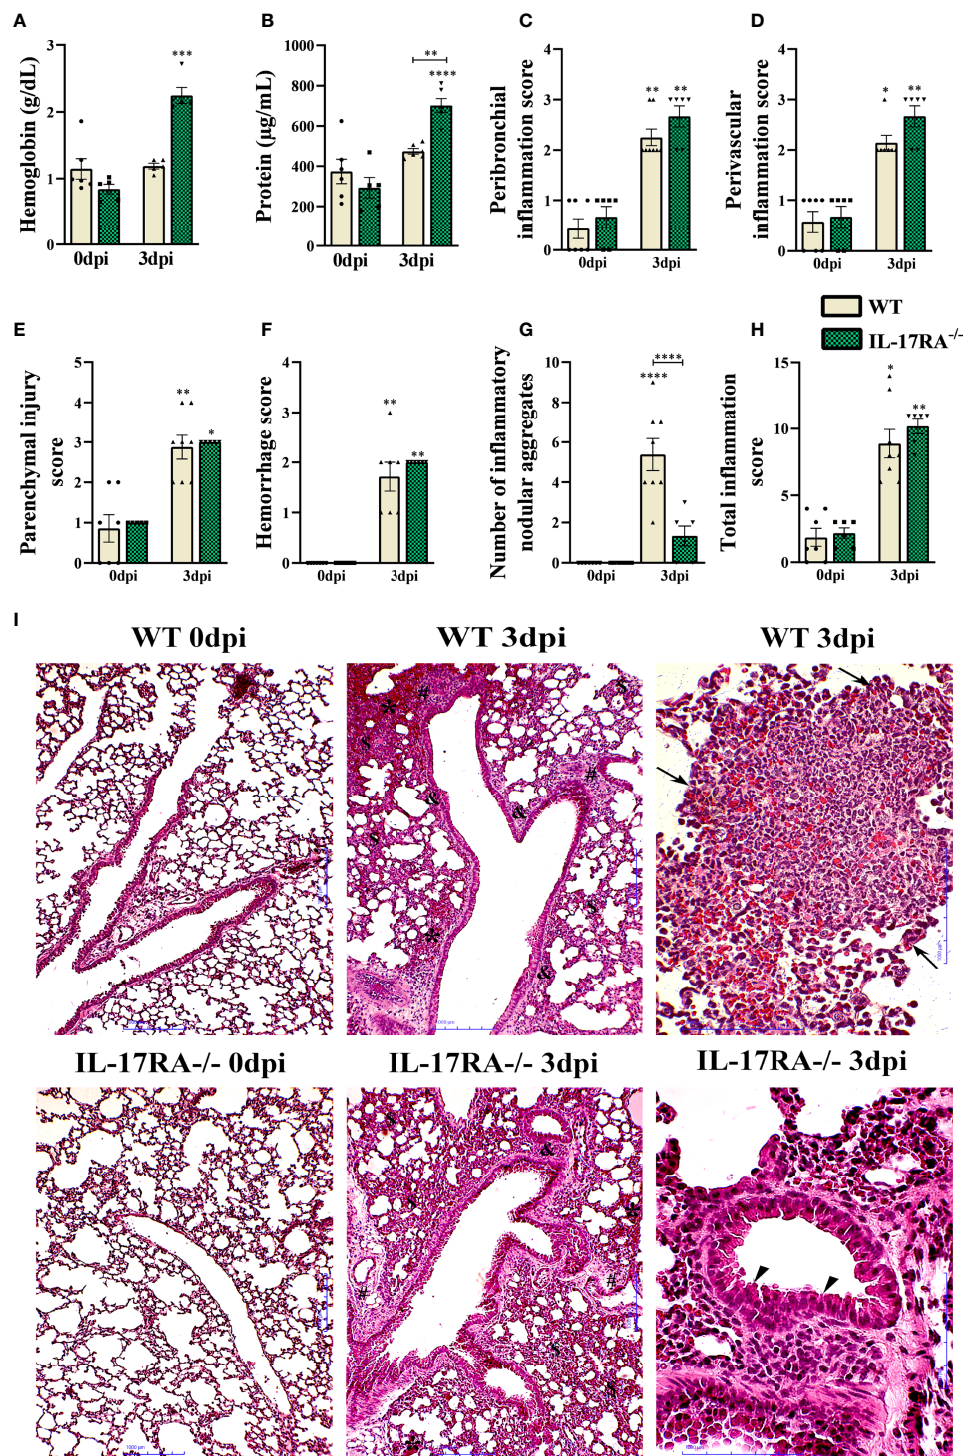 A
Hemoglobin (g/dL)
3
2
1
0
***
0dpi 3dpi
B
Protein (µg/mL)
1000
800
600
400
200
0
**
****
0dpi 3dpi
C
Peribronchial
inflammation score
4
3
2
1
0
** **
0dpi 3dpi
D
Perivascular
inflammation score
4
3
2
1
0
* **
0dpi 3dpi
WT
IL-17RA-/-
E
Parenchymal injury
score
5
4
3
2
1
0
**
*
0dpi 3dpi
F
Hemorrhage score
4
3
2
1
0
**
**
0dpi 3dpi
G
Number of inflammatory
nodular aggregates
10
8
6
4
2
0
****
****
0dpi 3dpi
H
Total inflammation
score
15
10
5
0
*
**
0dpi 3dpi
I
WT 0dpi
WT 3dpi
WT 3dpi
#
*
$
$
#
&
&
$
$
*
&
IL-17RA-/- 0dpi
IL-17RA-/- 3dpi
IL-17RA-/- 3dpi
$
&
$
*
#
#
$
$
**
1000 µm